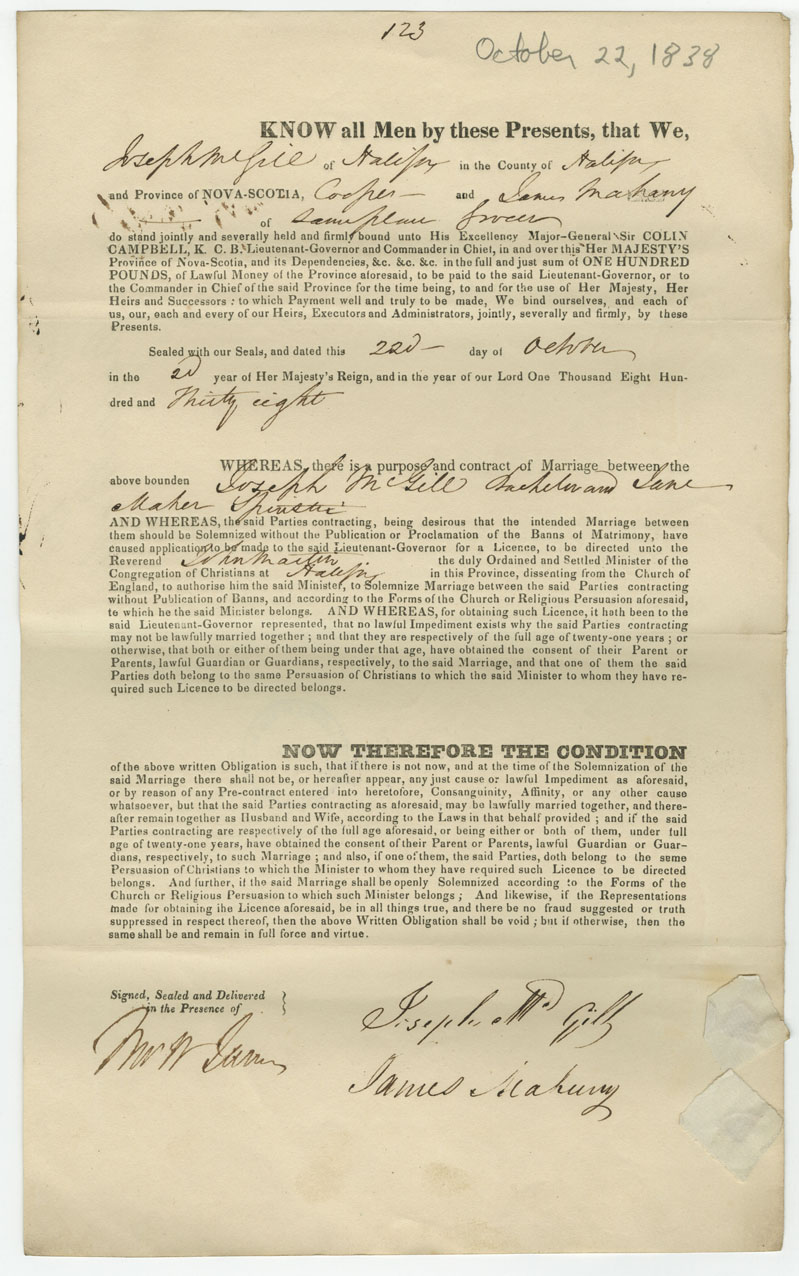 123
October 22, 1838
KNOW all Men by these Presents, that We,
Joseph McGill of Halifax in the County of Halifax
and Province of NOVA-SCOTIA, Cooper — and James Mahany
of same place Grocer
do stand jointly and severally held and firmly bound unto His Excellency Major-General Sir COLIN
CAMPBELL, K. C. B. Lieutenant-Governor and Commander in Chief, in and over this Her MAJESTY'S
Province of Nova-Scotia, and its Dependencies, &c. &c. &c. in the full and just sum of ONE HUNDRED
POUNDS, of Lawful Money of the Province aforesaid, to be paid to the said Lieutenant-Governor, or to
the Commander in Chief of the said Province for the time being, to and for the use of Her Majesty, Her
Heirs and Successors : to which Payment well and truly to be made, We bind ourselves, and each of
us, our, each and every of our Heirs, Executors and Administrators, jointly, severally and firmly, by these
Presents.
Sealed with our Seals, and dated this 22d — day of October
in the 2d year of Her Majesty's Reign, and in the year of our Lord One Thousand Eight Hun-
dred and Thirty eight
WHEREAS, there is a purpose and contract of Marriage between the
above bounden Joseph McGill Bachelor and Jane
Maher Spinster
AND WHEREAS, the said Parties contracting, being desirous that the intended Marriage between
them should be Solemnized without the Publication or Proclamation of the Banns of Matrimony, have
caused application to be made to the said Lieutenant-Governor for a Licence, to be directed unto the
Reverend John Martin the duly Ordained and Settled Minister of the
Congregation of Christians at Halifax in this Province, dissenting from the Church of
England, to authorise him the said Minister, to Solemnize Marriage between the said Parties contracting
without Publication of Banns, and according to the Forms of the Church or Religious Persuasion aforesaid,
to which he the said Minister belongs. AND WHEREAS, for obtaining such Licence, it hath been to the
said Lieutenant-Governor represented, that no lawful Impediment exists why the said Parties contracting
may not be lawfully married together ; and that they are respectively of the full age of twenty-one years ; or
otherwise, that both or either of them being under that age, have obtained the consent of their Parent or
Parents, lawful Guardian or Guardians, respectively, to the said Marriage, and that one of them the said
Parties doth belong to the same Persuasion of Christians to which the said Minister to whom they have re-
quired such Licence to be directed belongs.
NOW THEREFORE THE CONDITION
of the above written Obligation is such, that if there is not now, and at the time of the Solemnization of the
said Marriage there shall not be, or hereafter appear, any just cause or lawful Impediment as aforesaid,
or by reason of any Pre-contract entered into heretofore, Consanguinity, Affinity, or any other cause
whatsoever, but that the said Parties contracting as aforesaid, may be lawfully married together, and there-
after remain together as Husband and Wife, according to the Laws in that behalf provided ; and if the said
Parties contracting are respectively of the full age aforesaid, or being either or both of them, under full
age of twenty-one years, have obtained the consent of their Parent or Parents, lawful Guardian or Guar-
dians, respectively, to such Marriage ; and also, if one of them, the said Parties, doth belong to the same
Persuasion of Christians to which the Minister to whom they have required such Licence to be directed
belongs. And further, if the said Marriage shall be openly Solemnized according to the Forms of the
Church or Religious Persuasion to which such Minister belongs ; And likewise, if the Representations
made for obtaining the Licence aforesaid, be in all things true, and there be no fraud suggested or truth
suppressed in respect thereof, then the above Written Obligation shall be void ; but if otherwise, then the
same shall be and remain in full force and virtue.
Signed, Sealed and Delivered
in the Presence of
Joseph Mc Gill
James Mahany